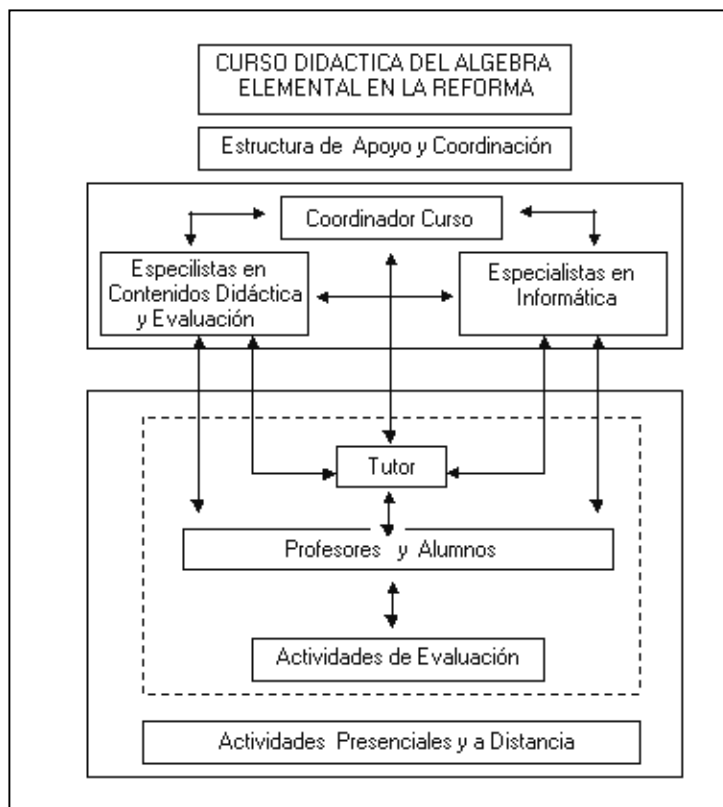 CURSO DIDACTICA DEL ALGEBRA
ELEMENTAL EN LA REFORMA
Estructura de Apoyo y Coordinación
Coordinador Curso
Especilistas en
Contenidos Didáctica
y Evaluación
Especialistas en
Informática
Tutor
Profesores y Alumnos
Actividades de Evaluación
Actividades Presenciales y a Distancia